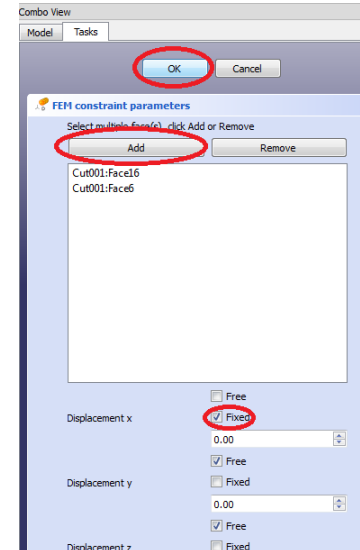 Combo View
Model Tasks
OK Cancel
FEM constraint parameters
Select multiple face(s), click Add or Remove
Add Remove
Cut001:Face16
Cut001:Face6
Free
Displacement x Fixed
0.00
Free
Displacement y Fixed
0.00
Free
Displacement z Fixed